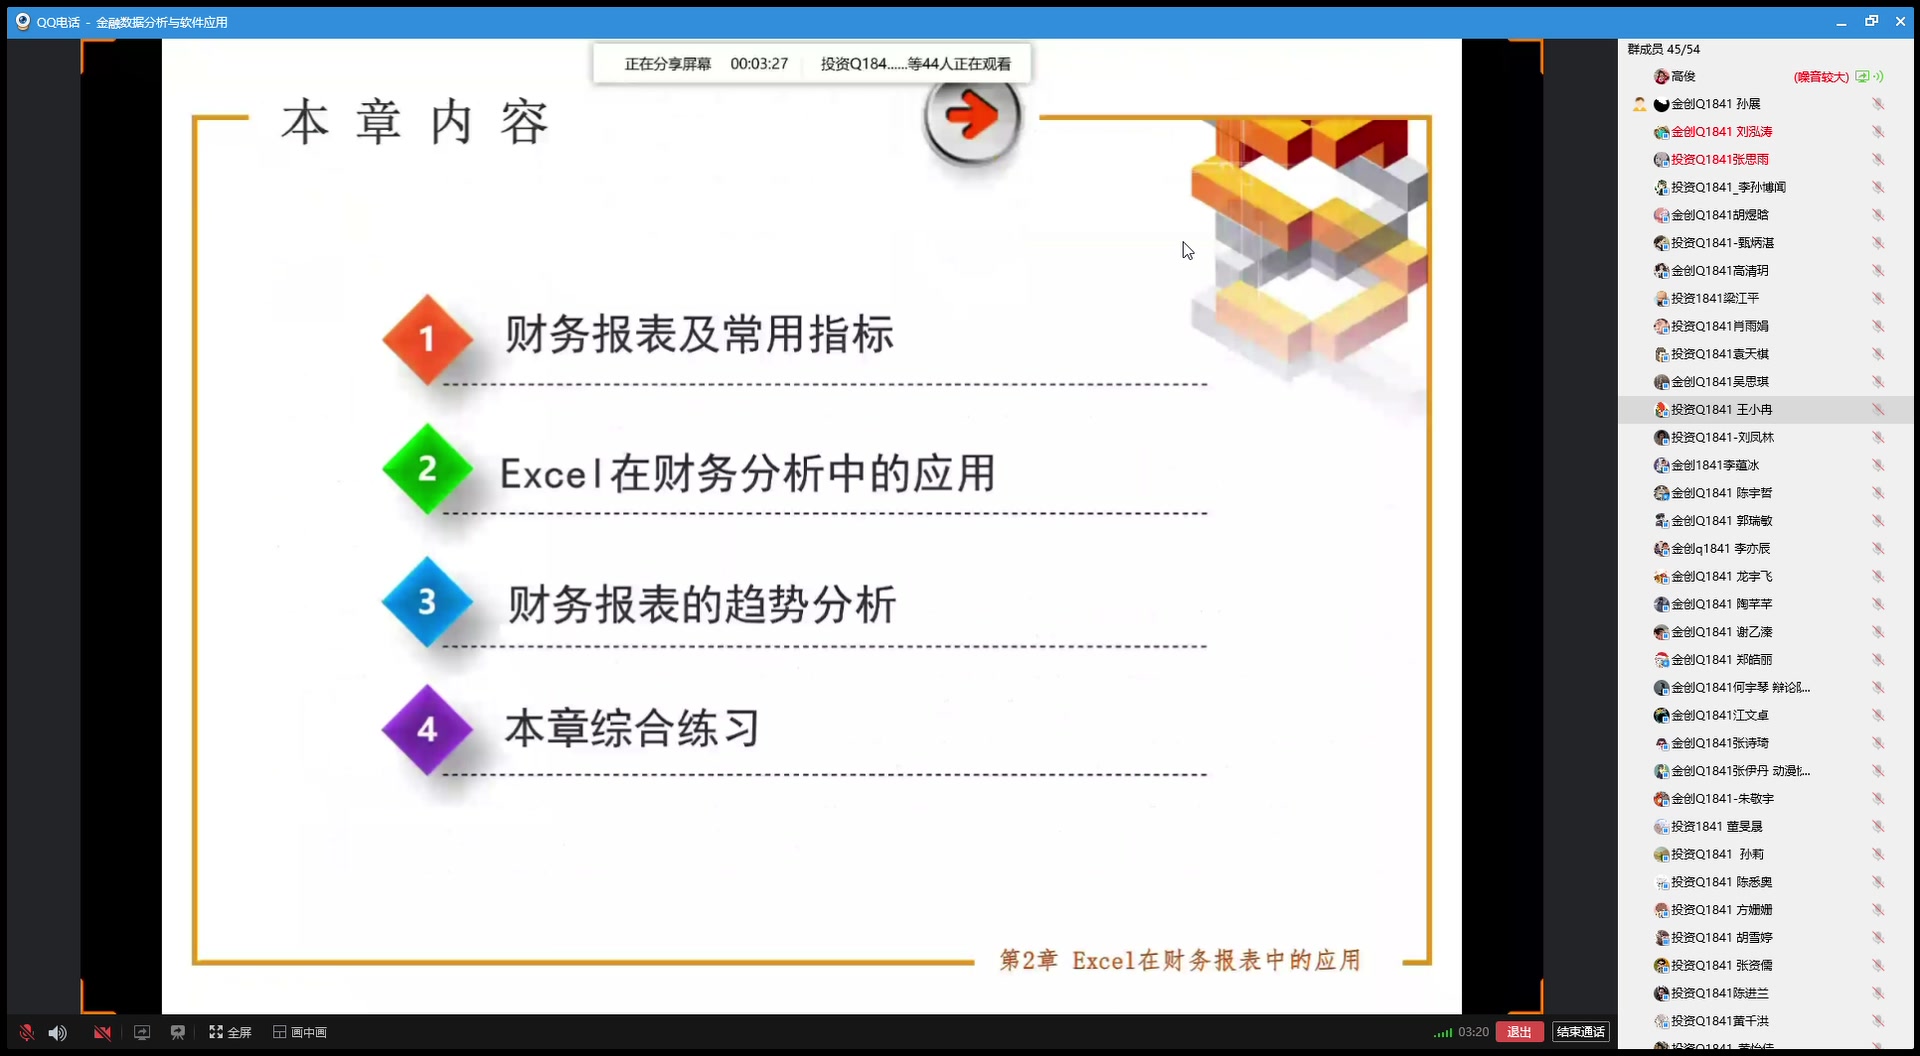 QQ电话 - 金融数据分析与软件应用
正在分享屏幕 00:03:27 投资Q184......等44人正在观看
本章内容
1 财务报表及常用指标
2 Excel在财务分析中的应用
3 财务报表的趋势分析
4 本章综合练习
第2章 Excel在财务报表中的应用
群成员 45/54
高俊 (噪音较大)
金创Q1841 孙展
金创Q1841 刘泓涛
投资Q1841张思雨
投资Q1841_李孙博闻
金创Q1841胡煜晗
投资Q1841-甄炳湛
金创Q1841高清玥
投资1841梁江平
投资Q1841肖雨娟
投资Q1841袁天棋
金创Q1841吴思琪
投资Q1841 王小冉
投资Q1841-刘凤林
金创1841李蕴冰
金创Q1841 陈宇哲
金创Q1841 郭瑞敏
金创q1841 李亦辰
金创Q1841 龙宇飞
金创Q1841 陶芊芊
金创Q1841 谢乙溱
金创Q1841 郑皓丽
金创Q1841何宇琴 辩论队...
金创Q1841江文卓
金创Q1841张诗琦
金创Q1841张伊丹 动漫...
金创Q1841-朱敬宇
投资1841 董旻晟
投资Q1841 孙莉
投资Q1841 陈悉奥
投资Q1841 方姗姗
投资Q1841 胡雪婷
投资Q1841 张资儒
投资Q1841陈进兰
投资Q1841黄千洪
全屏
画中画
03:20
退出
结束通话